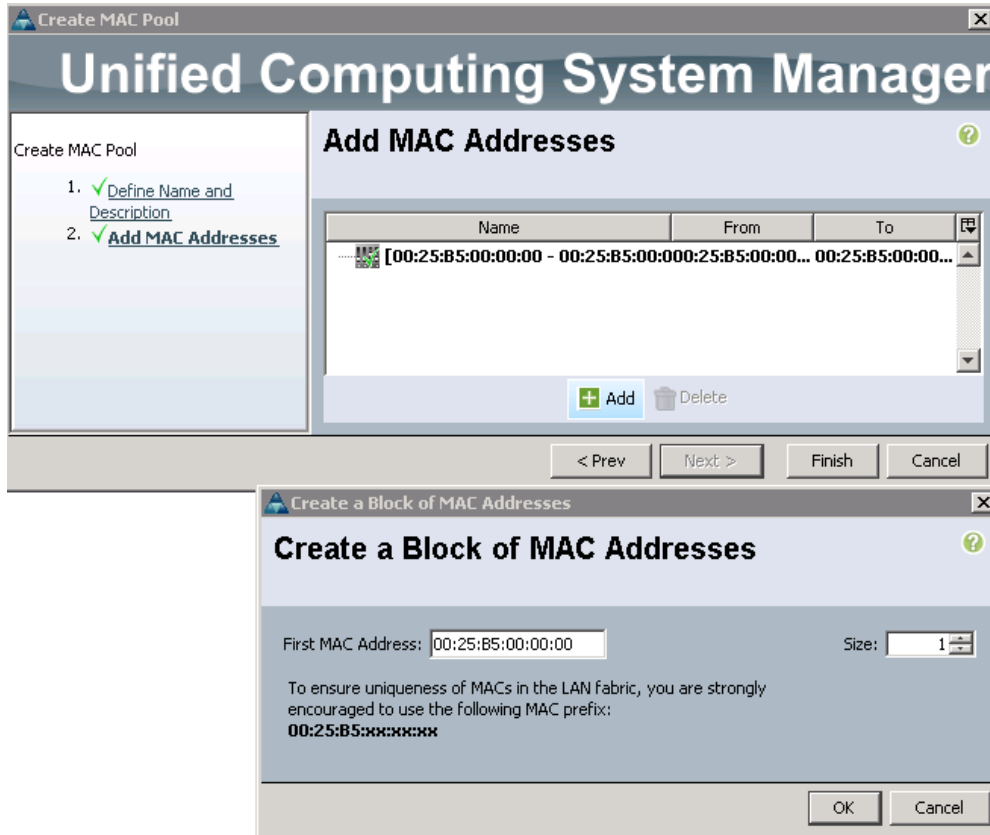 Create MAC Pool
Unified Computing System Manager
Create MAC Pool
1. Define Name and
Description
2. Add MAC Addresses
Add MAC Addresses
Name From To
[00:25:B5:00:00:00 - 00:25:B5:00:000:25:B5:00:00... 00:25:B5:00:00...
Add Delete
< Prev Next > Finish Cancel
Create a Block of MAC Addresses
Create a Block of MAC Addresses
First MAC Address: 00:25:B5:00:00:00 Size: 1
To ensure uniqueness of MACs in the LAN fabric, you are strongly
encouraged to use the following MAC prefix:
00:25:B5:xx:xx:xx
OK Cancel